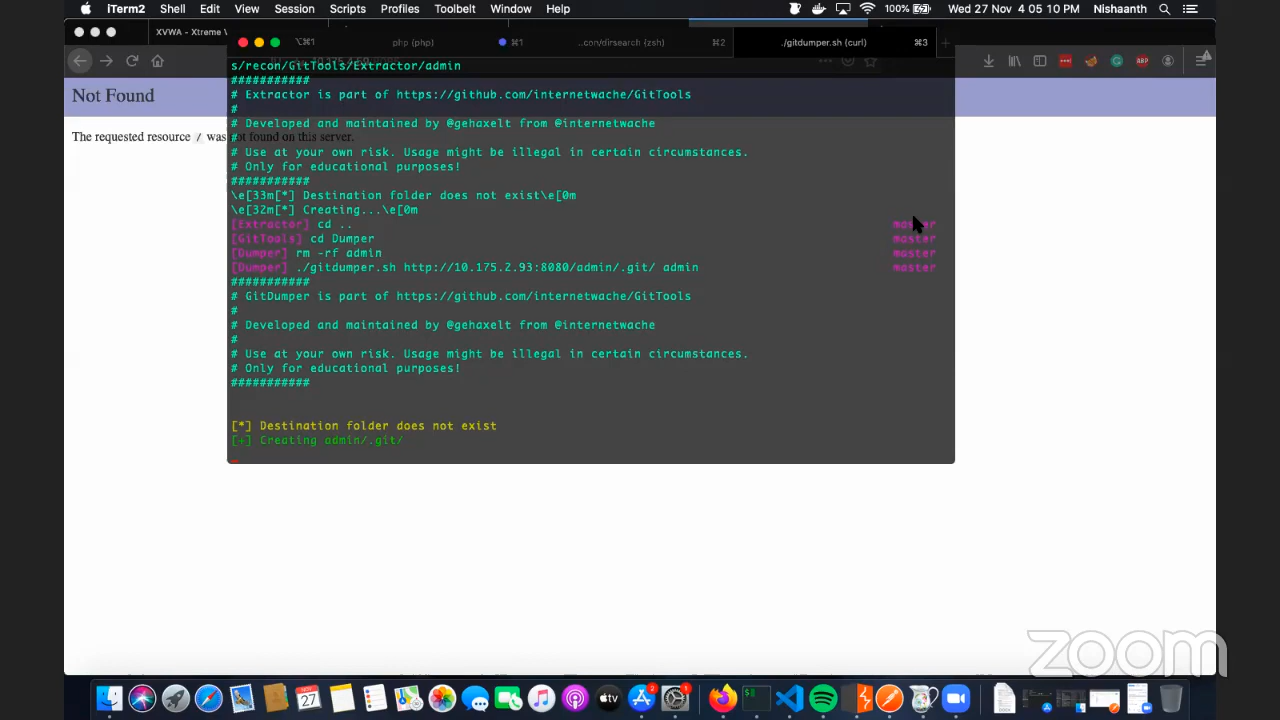 iTerm2 Shell Edit View Session Scripts Profiles Toolbelt Window Help 100% Wed 27 Nov 4 05 10 PM Nishaanth
XVWA - Xtreme V
⌥⌘1 php (php) ⌘1 ..con/dirsearch (zsh) ⌘2 ./gitdumper.sh (curl) ⌘3
Not Found
The requested resource / was not found on this server.
s/recon/GitTools/Extractor/admin
###########
# Extractor is part of https://github.com/internetwache/GitTools
#
# Developed and maintained by @gehaxelt from @internetwache
#
# Use at your own risk. Usage might be illegal in certain circumstances.
# Only for educational purposes!
###########
\e[33m[*] Destination folder does not exist\e[0m
\e[32m[*] Creating...\e[0m
[Extractor] cd .. master
[GitTools] cd Dumper master
[Dumper] rm -rf admin master
[Dumper] ./gitdumper.sh http://10.175.2.93:8080/admin/.git/ admin master
###########
# GitDumper is part of https://github.com/internetwache/GitTools
#
# Developed and maintained by @gehaxelt from @internetwache
#
# Use at your own risk. Usage might be illegal in certain circumstances.
# Only for educational purposes!
###########
[*] Destination folder does not exist
[+] Creating admin/.git/
zoom